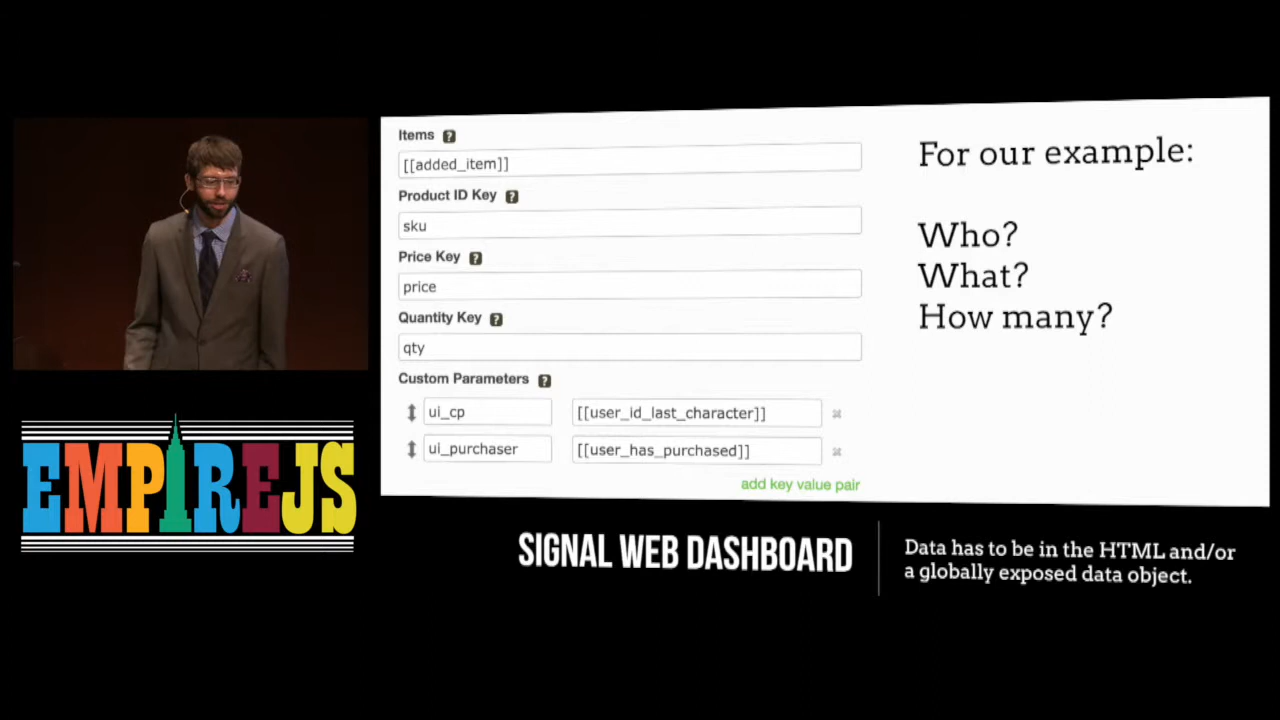 Items ?
[[added_item]]
Product ID Key ?
sku
Price Key ?
price
Quantity Key ?
qty
Custom Parameters ?
ui_cp [[user_id_last_character]]
ui_purchaser [[user_has_purchased]]
add key value pair
For our example:
Who?
What?
How many?
EMPIREJS
SIGNAL WEB DASHBOARD
Data has to be in the HTML and/or
a globally exposed data object.